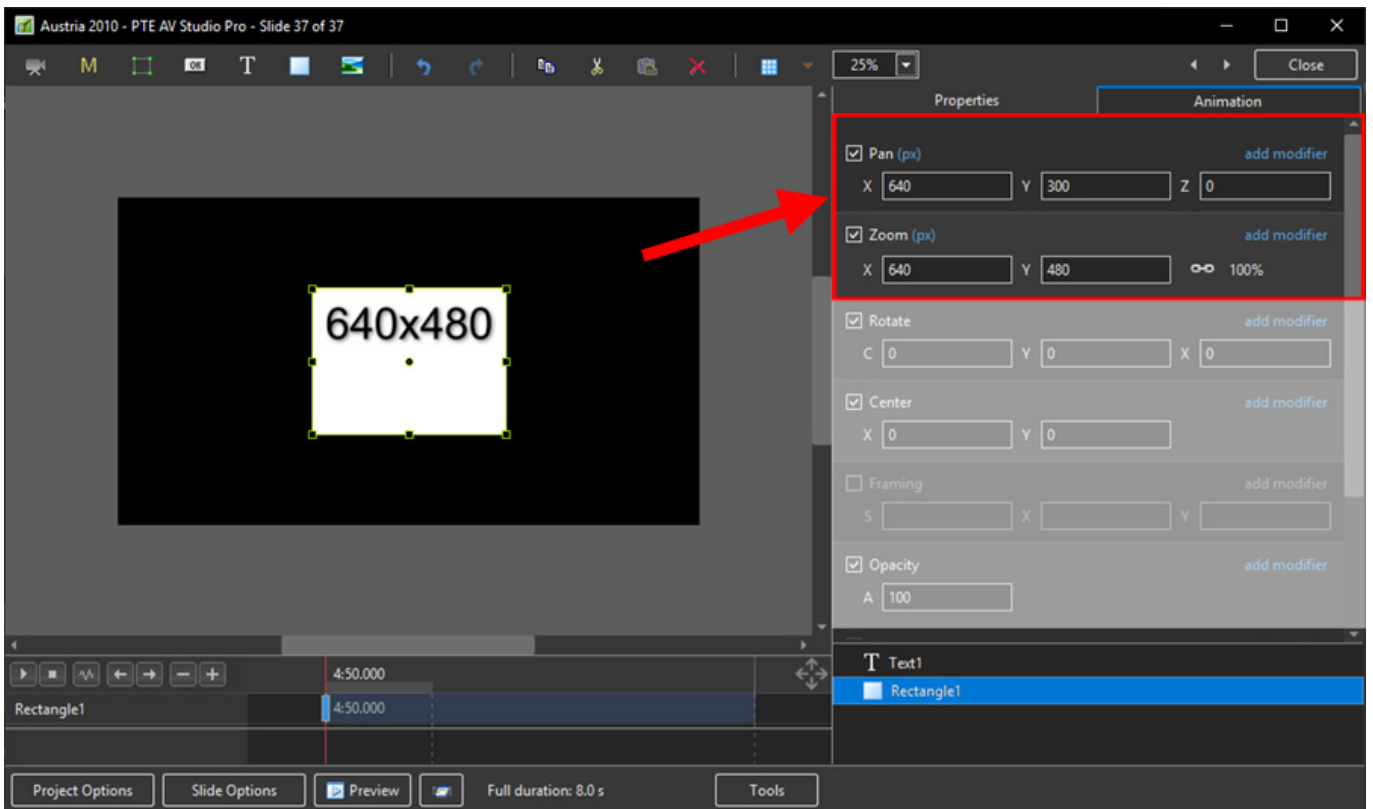 Austria 2010 - PTE AV Studio Pro - Slide 37 of 37
M OK T 25% Close
Properties Animation
Pan (px) add modifier
X 640 Y 300 Z 0
Zoom (px) add modifier
X 640 Y 480 100%
Rotate add modifier
C 0 Y 0 X 0
Center add modifier
X 0 Y 0
Framing add modifier
S X Y
Opacity add modifier
A 100
640x480
4:50.000
Rectangle1 4:50.000
T Text1
Rectangle1
Project Options Slide Options Preview Full duration: 8.0 s Tools